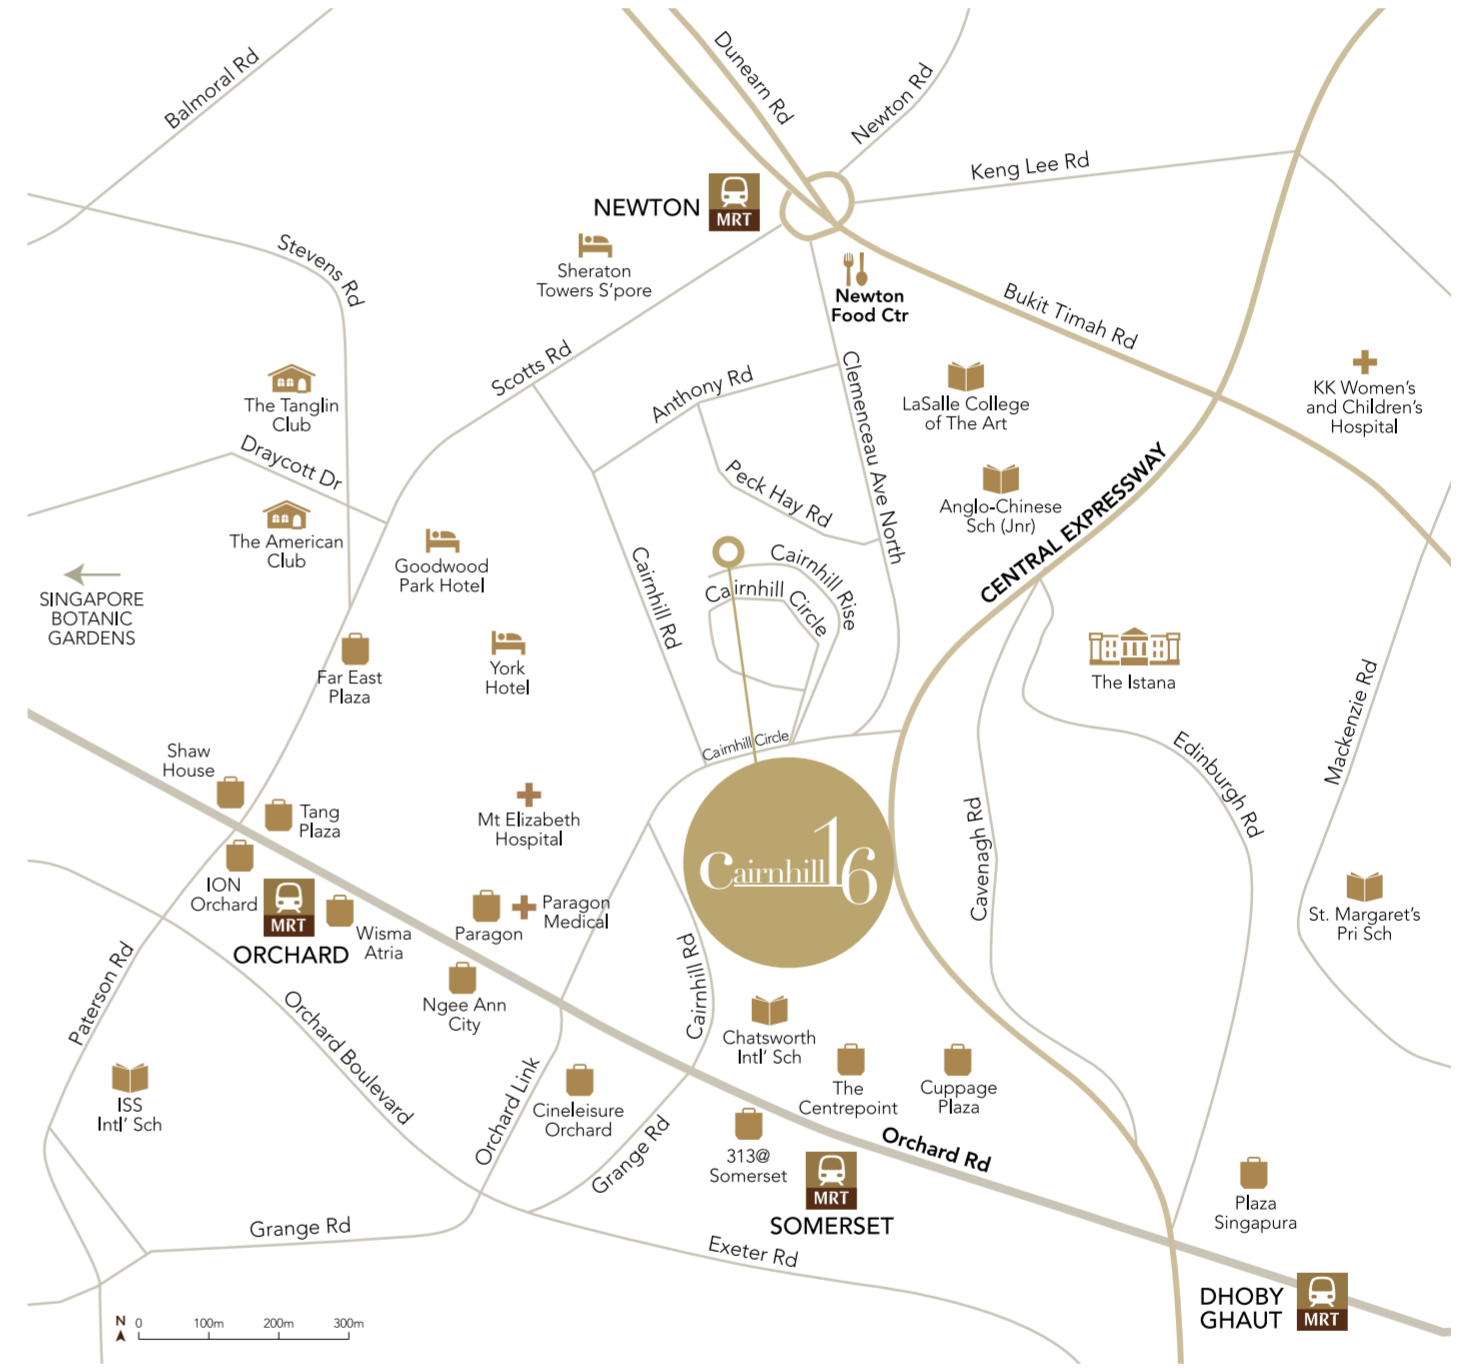 Balmoral Rd
Dunearn Rd
Newton Rd
Keng Lee Rd
NEWTON
MRT
Stevens Rd
Sheraton
Towers S'pore
Newton
Food Ctr
Bukit Timah Rd
Scotts Rd
Anthony Rd
Clemenceau Ave North
The Tanglin
Club
LaSalle College
of The Art
KK Women's
and Children's
Hospital
Draycott Dr
Peck Hay Rd
Anglo-Chinese
Sch (Jnr)
CENTRAL EXPRESSWAY
The American
Club
Goodwood
Park Hotel
SINGAPORE
BOTANIC
GARDENS
Cairnhill Rd
Cairnhill Rise
Cairnhill Circle
Far East
Plaza
York
Hotel
The Istana
Mackenzie Rd
Edinburgh Rd
Shaw
House
Cairnhill Circle
Tang
Plaza
Mt Elizabeth
Hospital
Cairnhill 16
Cavenagh Rd
ION
Orchard
MRT
ORCHARD
Wisma
Atria
Paragon
Paragon
Medical
St. Margaret's
Pri Sch
Paterson Rd
Orchard Boulevard
Ngee Ann
City
Cairnhill Rd
Chatsworth
Intl' Sch
ISS
Intl' Sch
Orchard Link
Cineleisure
Orchard
The
Centrepoint
Cuppage
Plaza
Grange Rd
313@
Somerset
MRT
SOMERSET
Orchard Rd
Plaza
Singapura
Grange Rd
Exeter Rd
DHOBY
GHAUT
MRT
N
0 100m 200m 300m